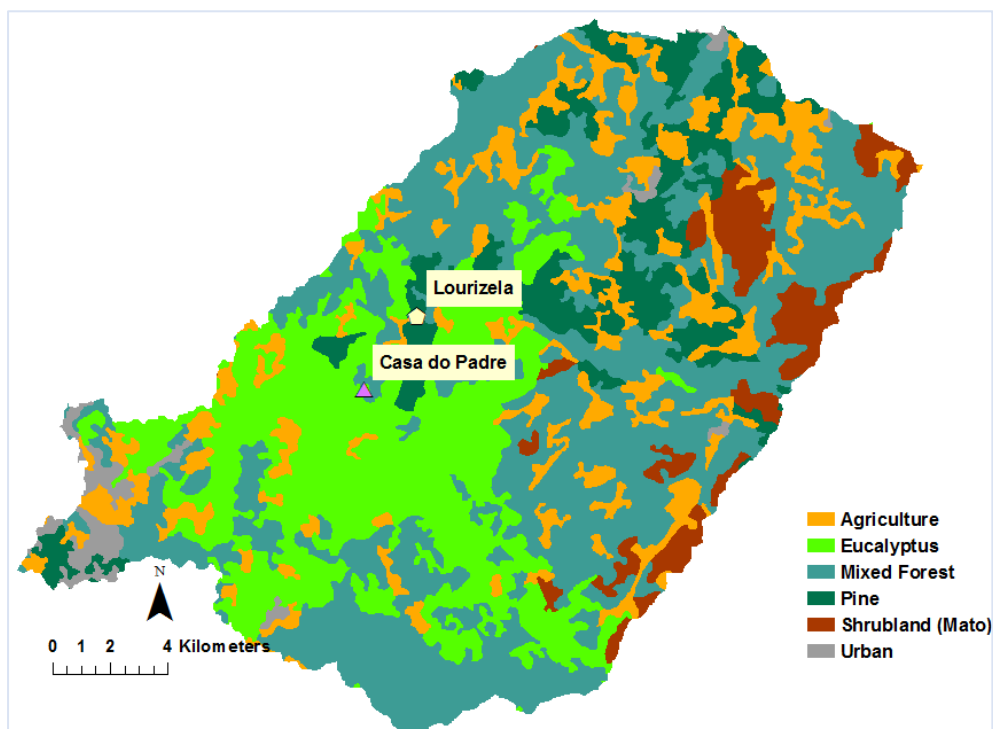 Lourizela
Casa do Padre
Agriculture
Eucalyptus
Mixed Forest
Pine
Shrubland (Mato)
Urban
N
0 1 2 4 Kilometers